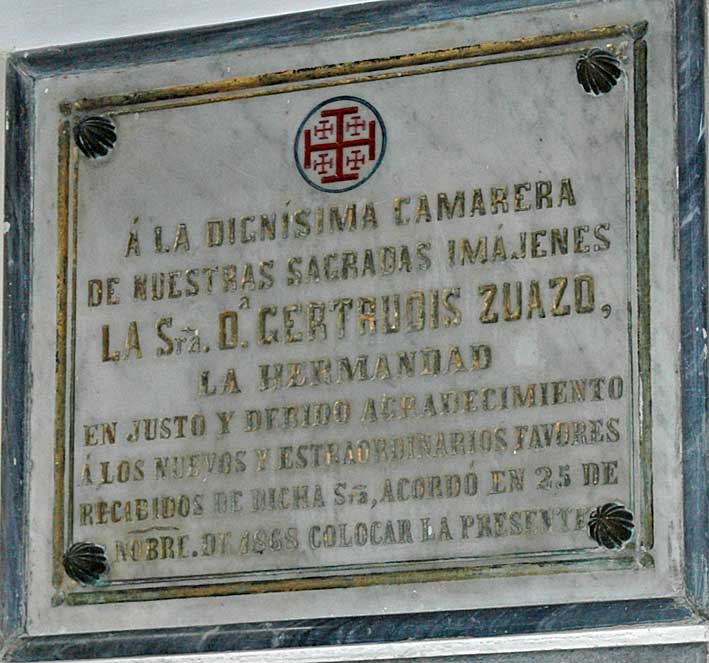 Á LA DIGNÍSIMA CAMARERA
DE NUESTRAS SAGRADAS IMÁJENES
LA Sra. D.ª GERTRUDIS ZUAZO,
LA HERMANDAD
EN JUSTO Y DEBIDO AGRADECIMIENTO
Á LOS NUEVOS Y ESTRAORDINARIOS FAVORES
RECIBIDOS DE DICHA Sra, ACORDÓ EN 25 DE
NOBRE. DE 1868 COLOCAR LA PRESENTE